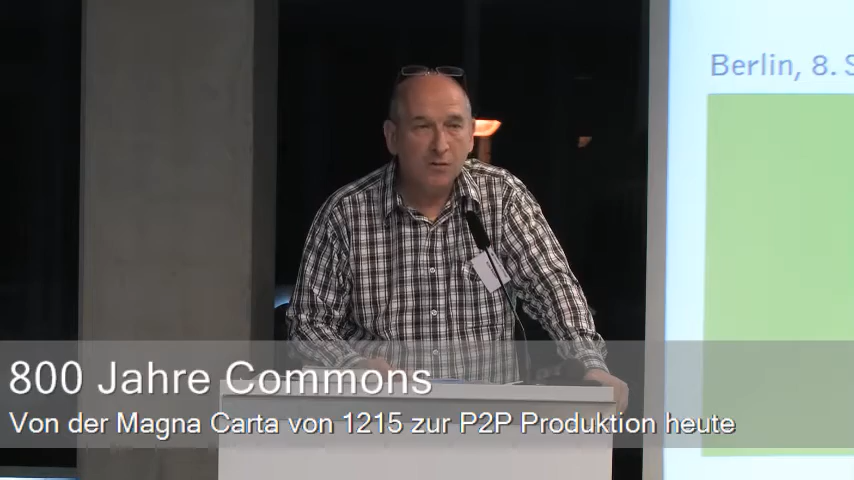 Berlin, 8.
800 Jahre Commons
Von der Magna Carta von 1215 zur P2P Produktion heute